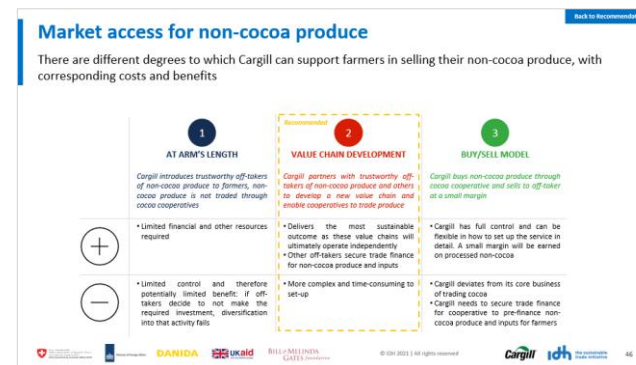 Back to Recommendat
Market access for non-cocoa produce
There are different degrees to which Cargill can support farmers in selling their non-cocoa produce, with
corresponding costs and benefits
1
AT ARM'S LENGTH
Cargill introduces trustworthy off-takers
of non-cocoa produce to farmers, non-
cocoa produce is not traded through
cocoa cooperatives
Recommended
2
VALUE CHAIN DEVELOPMENT
Cargill partners with trustworthy off-
takers of non-cocoa produce and others
to develop a new value chain and
enable cooperatives to trade produce
3
BUY/SELL MODEL
Cargill buys non-cocoa produce through
cocoa cooperative and sells to off-taker
at a small margin
+
• Limited financial and other resources
required
• Delivers the most sustainable
outcome as these value chains will
ultimately operate independently
• Other off-takers secure trade finance
for non-cocoa produce and inputs
• Cargill has full control and can be
flexible in how to set up the service in
detail. A small margin will be earned
on processed non-cocoa
−
• Limited control and therefore
potentially limited benefit: if off-
takers decide to not make the
required investment, diversification
into that activity fails
• More complex and time-consuming to
set-up
• Cargill deviates from its core business
of trading cocoa
• Cargill needs to secure trade finance
for cooperative to pre-finance non-
cocoa produce and inputs for farmers
DANIDA
UKaid
BILL & MELINDA
GATES foundation
© IDH 2021 | All rights reserved
Cargill
idh
the sustainable
trade initiative
46